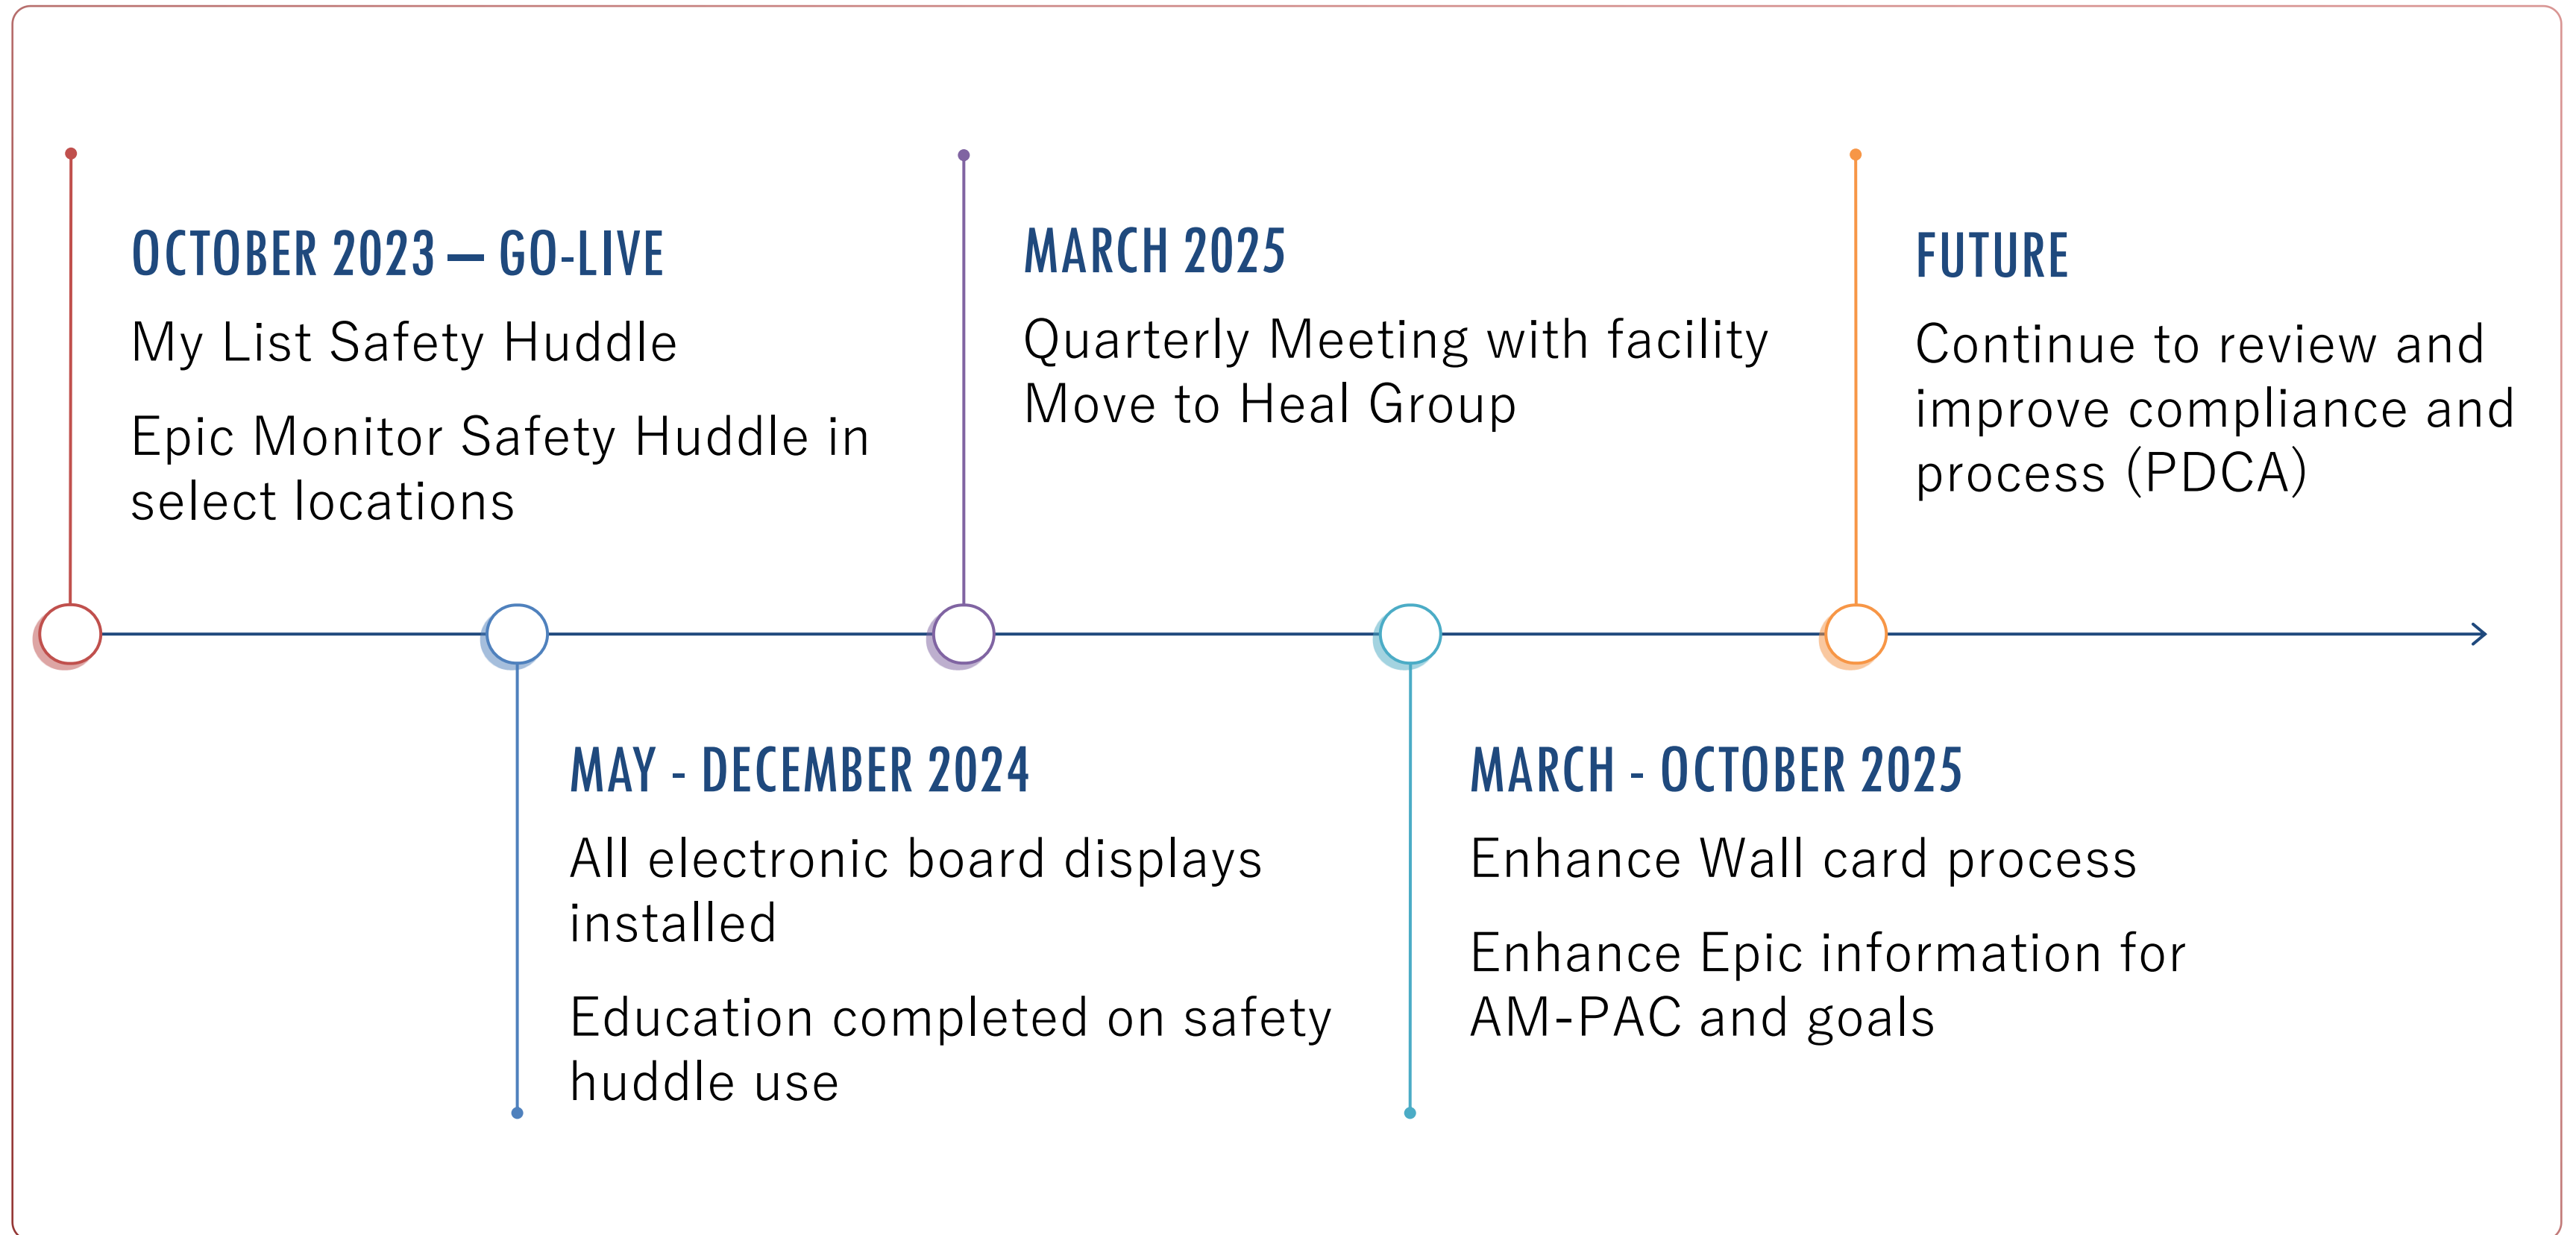 OCTOBER 2023 – GO-LIVE
My List Safety Huddle
Epic Monitor Safety Huddle in
select locations
MAY - DECEMBER 2024
All electronic board displays
installed
Education completed on safety
huddle use
MARCH 2025
Quarterly Meeting with facility
Move to Heal Group
MARCH - OCTOBER 2025
Enhance Wall card process
Enhance Epic information for
AM-PAC and goals
FUTURE
Continue to review and
improve compliance and
process (PDCA)